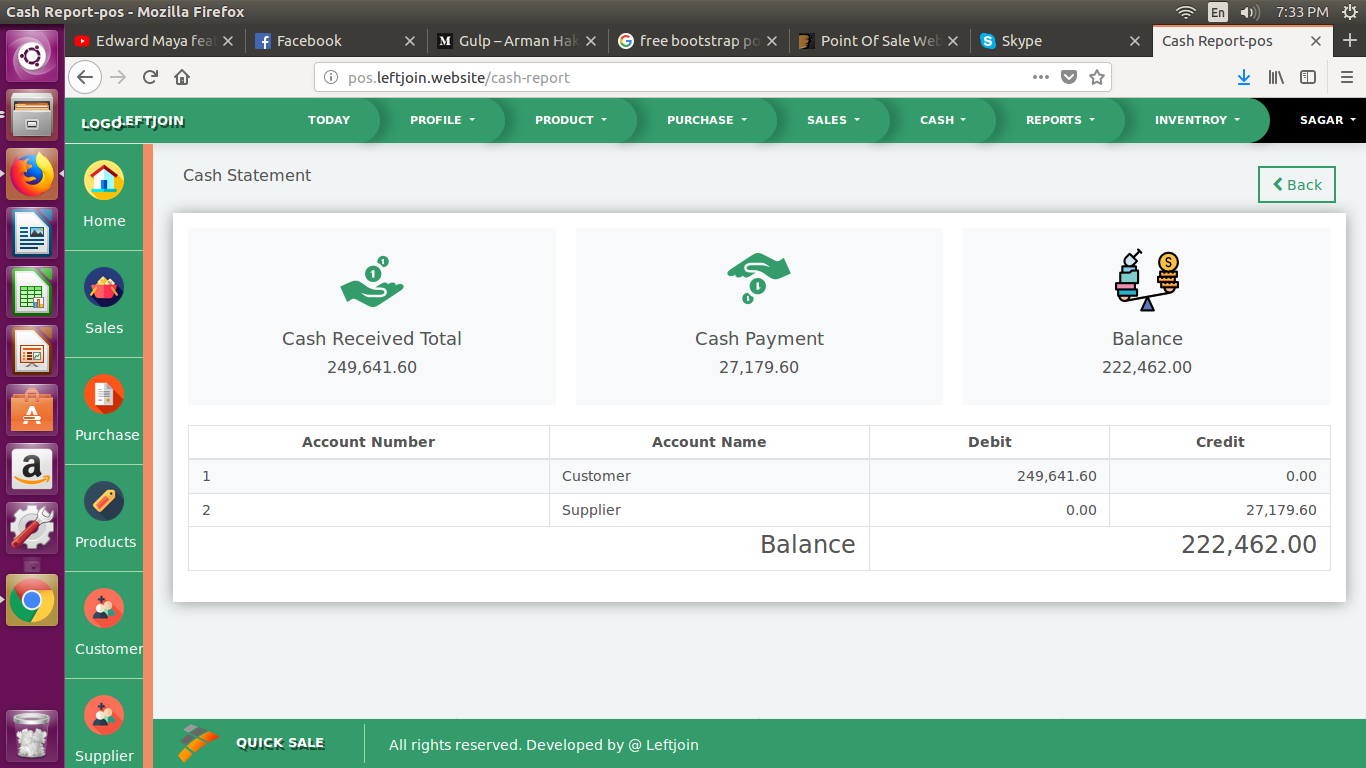 Cash Report-pos - Mozilla Firefox
En
7:33 PM
Edward Maya fea
Facebook
M Gulp – Arman Hak
free bootstrap po
Point Of Sale Web
Skype
Cash Report-pos
pos.leftjoin.website/cash-report
LOGO LEFTJOIN
TODAY
PROFILE
PRODUCT
PURCHASE
SALES
CASH
REPORTS
INVENTROY
SAGAR
Home
Sales
Purchase
Products
Customer
Supplier
Cash Statement
Back
Cash Received Total
249,641.60
Cash Payment
27,179.60
Balance
222,462.00
Account Number Account Name Debit Credit
1 Customer 249,641.60 0.00
2 Supplier 0.00 27,179.60
Balance 222,462.00
QUICK SALE
All rights reserved. Developed by @ Leftjoin